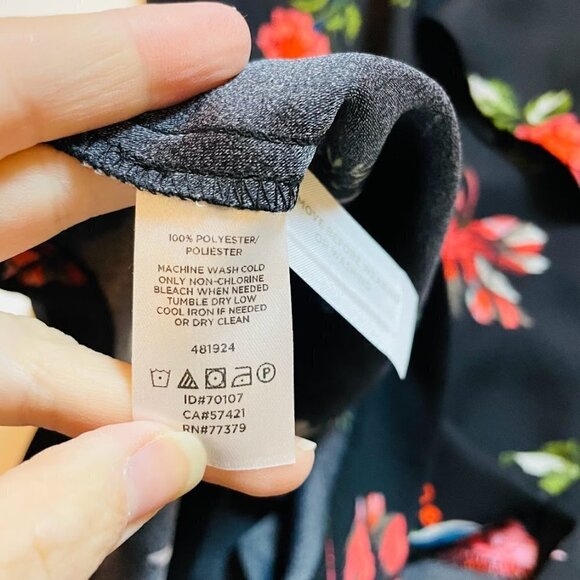 100% POLYESTER/
POLIÉSTER
MACHINE WASH COLD
ONLY NON-CHLORINE
BLEACH WHEN NEEDED
TUMBLE DRY LOW
COOL IRON IF NEEDED
OR DRY CLEAN
481924
P
ID#70107
CA#57421
RN#77379